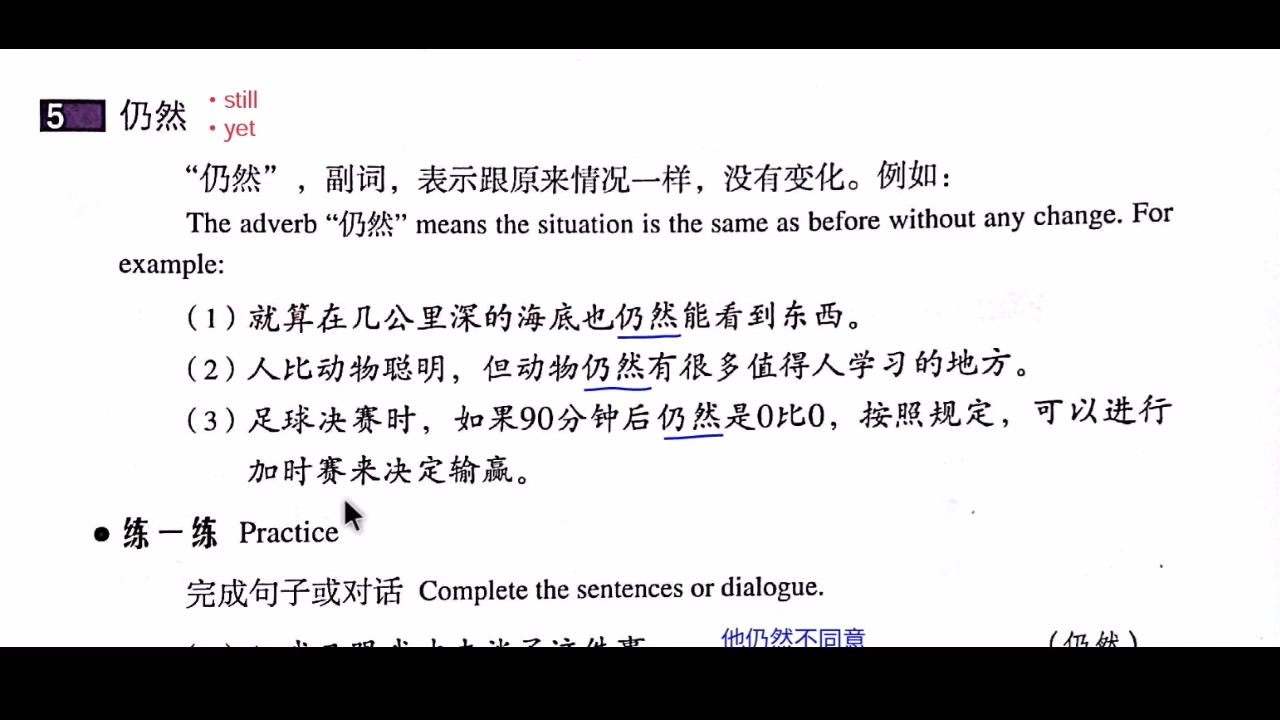 5 仍然
• still
• yet
“仍然”，副词，表示跟原来情况一样，没有变化。例如：
The adverb “仍然” means the situation is the same as before without any change. For
example:
（1）就算在几公里深的海底也仍然能看到东西。
（2）人比动物聪明，但动物仍然有很多值得人学习的地方。
（3）足球决赛时，如果90分钟后仍然是0比0，按照规定，可以进行
加时赛来决定输赢。
● 练一练 Practice
完成句子或对话 Complete the sentences or dialogue.
他仍然不同意 （仍然）